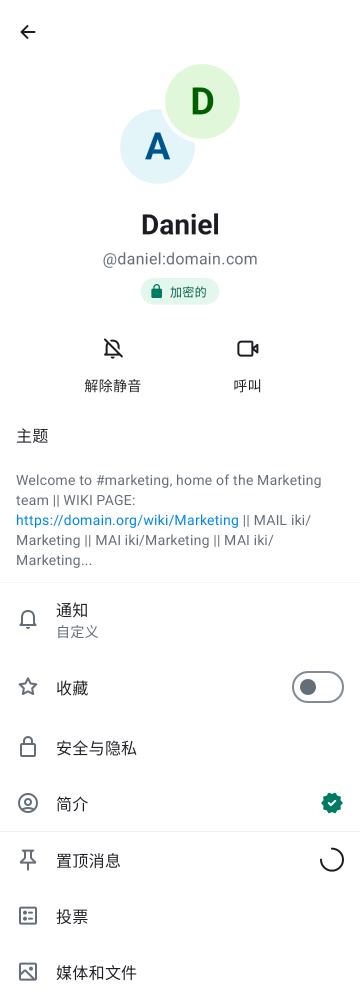 D
A
Daniel
@daniel:domain.com
加密的
解除静音
呼叫
主题
Welcome to #marketing, home of the Marketing
team || WIKI PAGE:
https://domain.org/wiki/Marketing || MAIL iki/
Marketing || MAI iki/Marketing || MAI iki/
Marketing...
通知
自定义
收藏
安全与隐私
简介
置顶消息
投票
媒体和文件